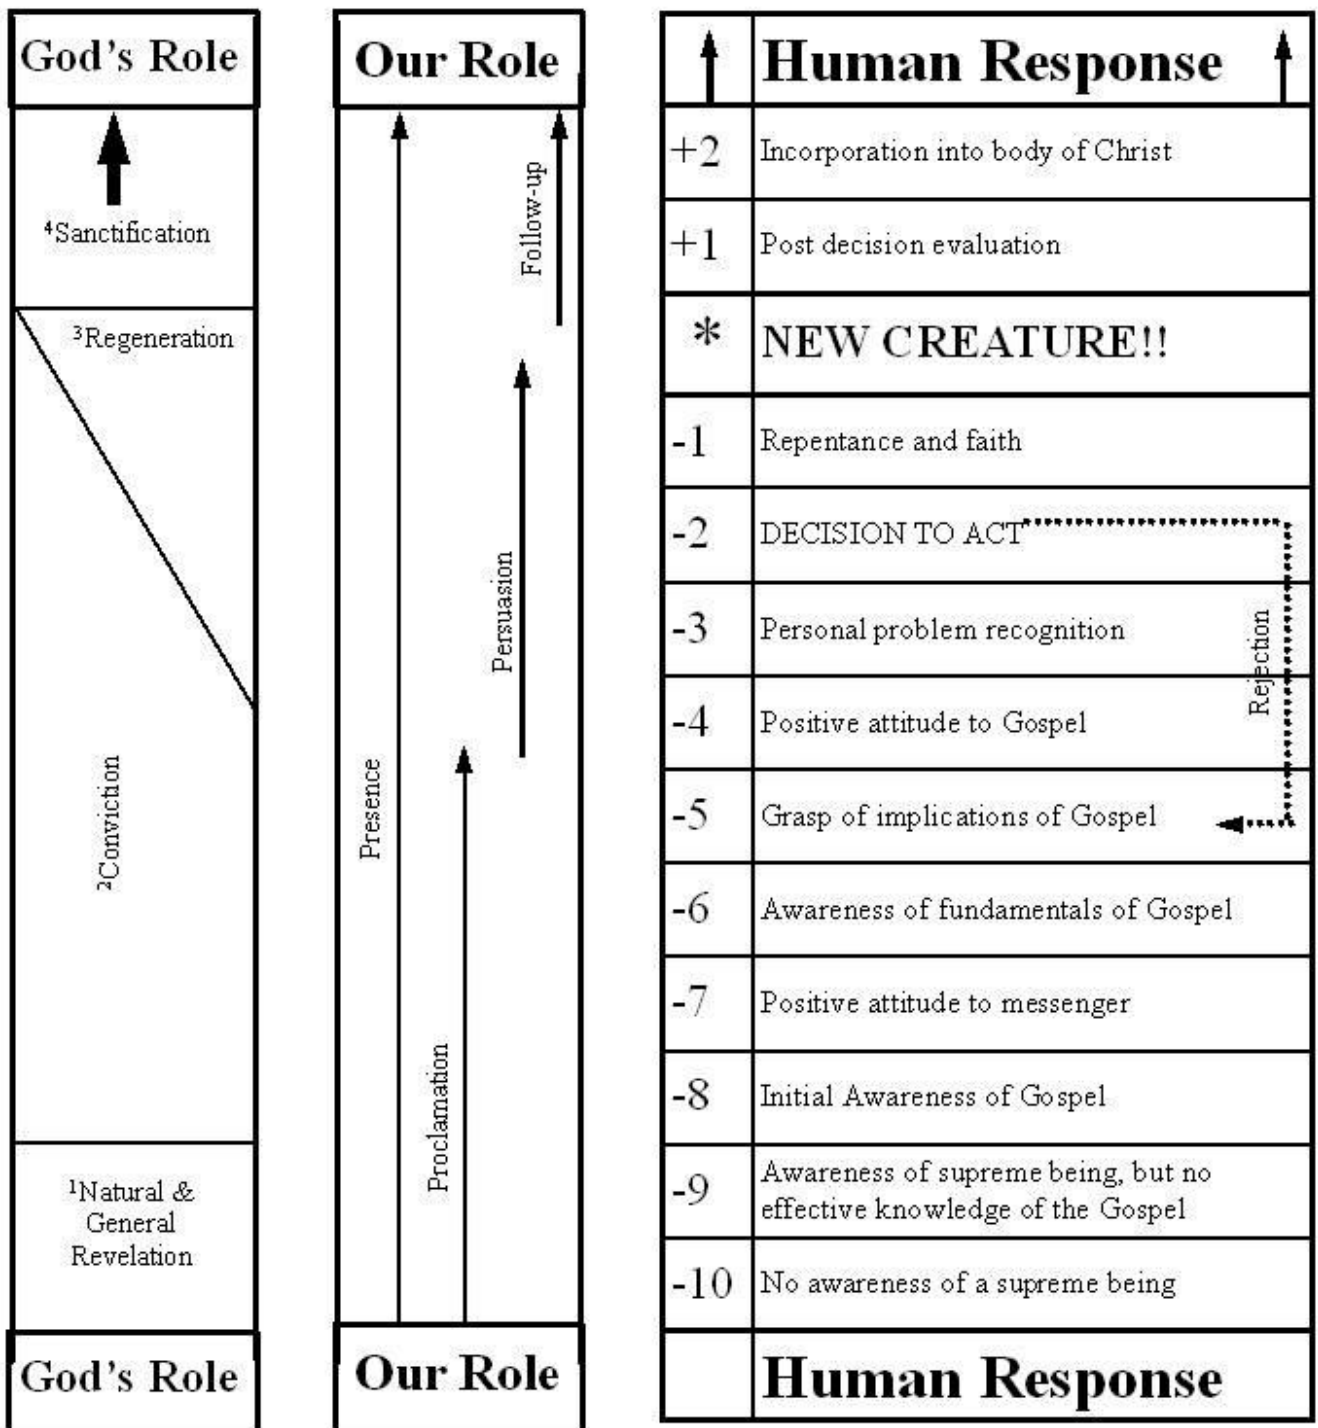 God's Role
⁴Sanctification
³Regeneration
²Conviction
¹Natural &
General
Revelation
God's Role
Our Role
Follow-up
Persuasion
Presence
Proclamation
Our Role
Human Response
+2 Incorporation into body of Christ
+1 Post decision evaluation
* NEW CREATURE!!
-1 Repentance and faith
-2 DECISION TO ACT
-3 Personal problem recognition
Rejection
-4 Positive attitude to Gospel
-5 Grasp of implications of Gospel
-6 Awareness of fundamentals of Gospel
-7 Positive attitude to messenger
-8 Initial Awareness of Gospel
-9 Awareness of supreme being, but no
effective knowledge of the Gospel
-10 No awareness of a supreme being
Human Response